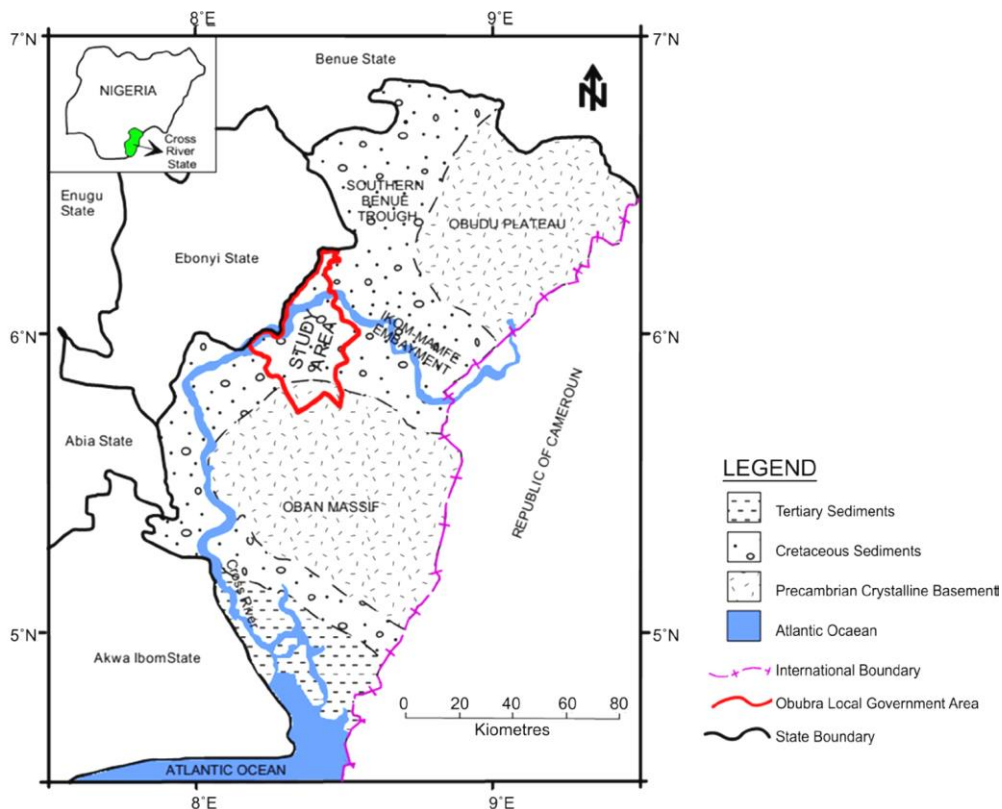 8°E
9°E
7°N
7°N
NIGERIA
Cross
River
State
Benue State
N
Enugu
State
SOUTHERN
BENUE
TROUGH
OBUDU PLATEAU
Ebonyi State
6°N
6°N
STUDY
AREA
IKOM-MAMFE
EMBAYMENT
Abia State
REPUBLIC OF CAMEROUN
OBAN MASSIF
Cross River
5°N
5°N
Akwa IbomState
0 20 40 60 80
Kiometres
ATLANTIC OCEAN
8°E
9°E
LEGEND
Tertiary Sediments
Cretaceous Sediments
Precambrian Crystalline Basement
Atlantic Ocaean
International Boundary
Obubra Local Government Area
State Boundary